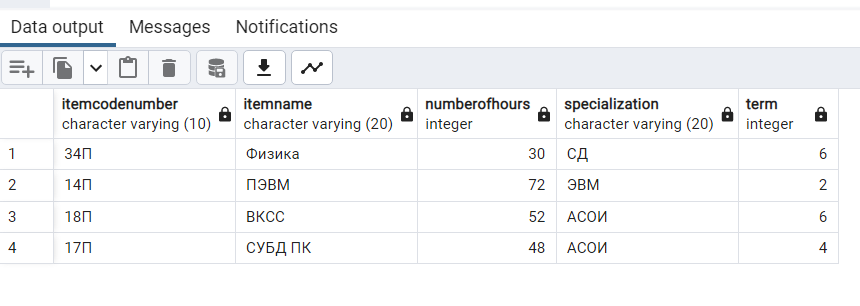 Data output Messages Notifications
itemcodenumber itemname numberofhours specialization term
character varying (10) character varying (20) integer character varying (20) integer
1 34П Физика 30 СД 6
2 14П ПЭВМ 72 ЭВМ 2
3 18П ВКСС 52 АСОИ 6
4 17П СУБД ПК 48 АСОИ 4